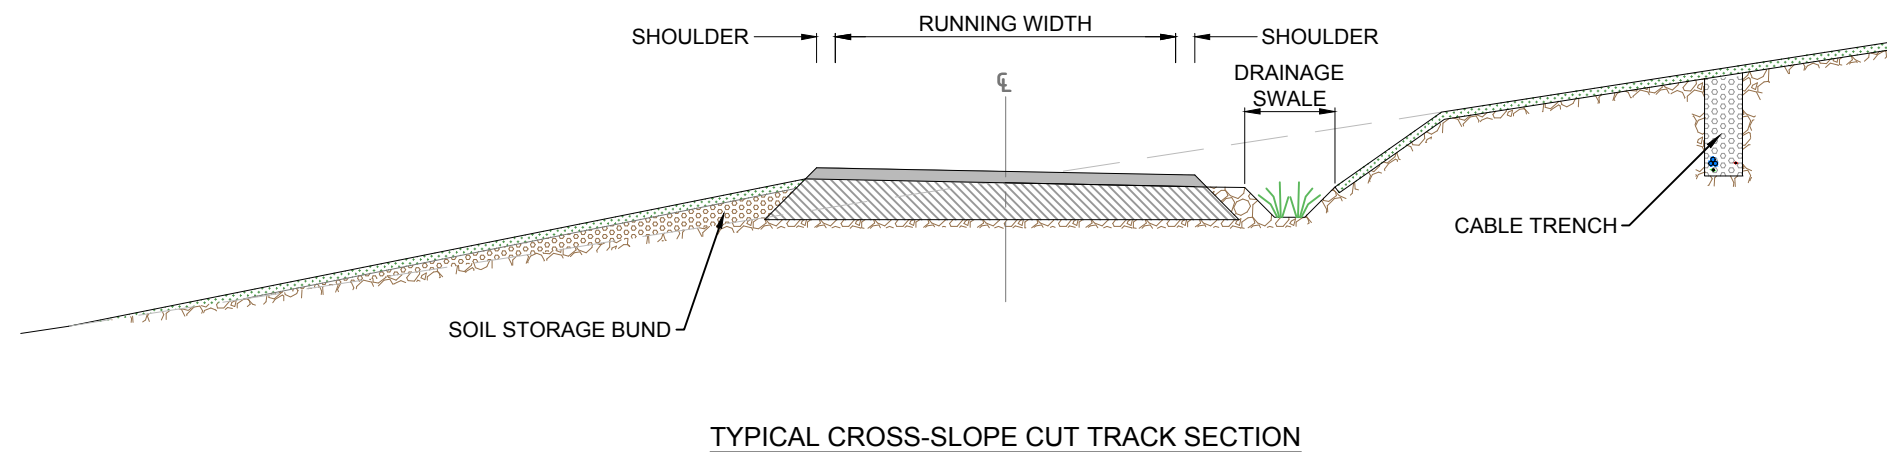 RUNNING WIDTH
SHOULDER
SHOULDER
DRAINAGE
SWALE
℄
CABLE TRENCH
SOIL STORAGE BUND
TYPICAL CROSS-SLOPE CUT TRACK SECTION